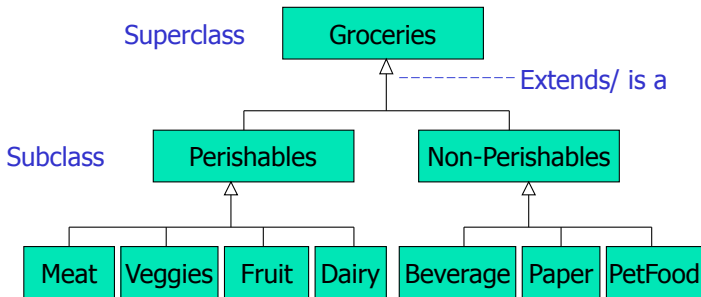 Superclass
Groceries
Extends/ is a
Subclass
Perishables
Non-Perishables
Meat
Veggies
Fruit
Dairy
Beverage
Paper
PetFood